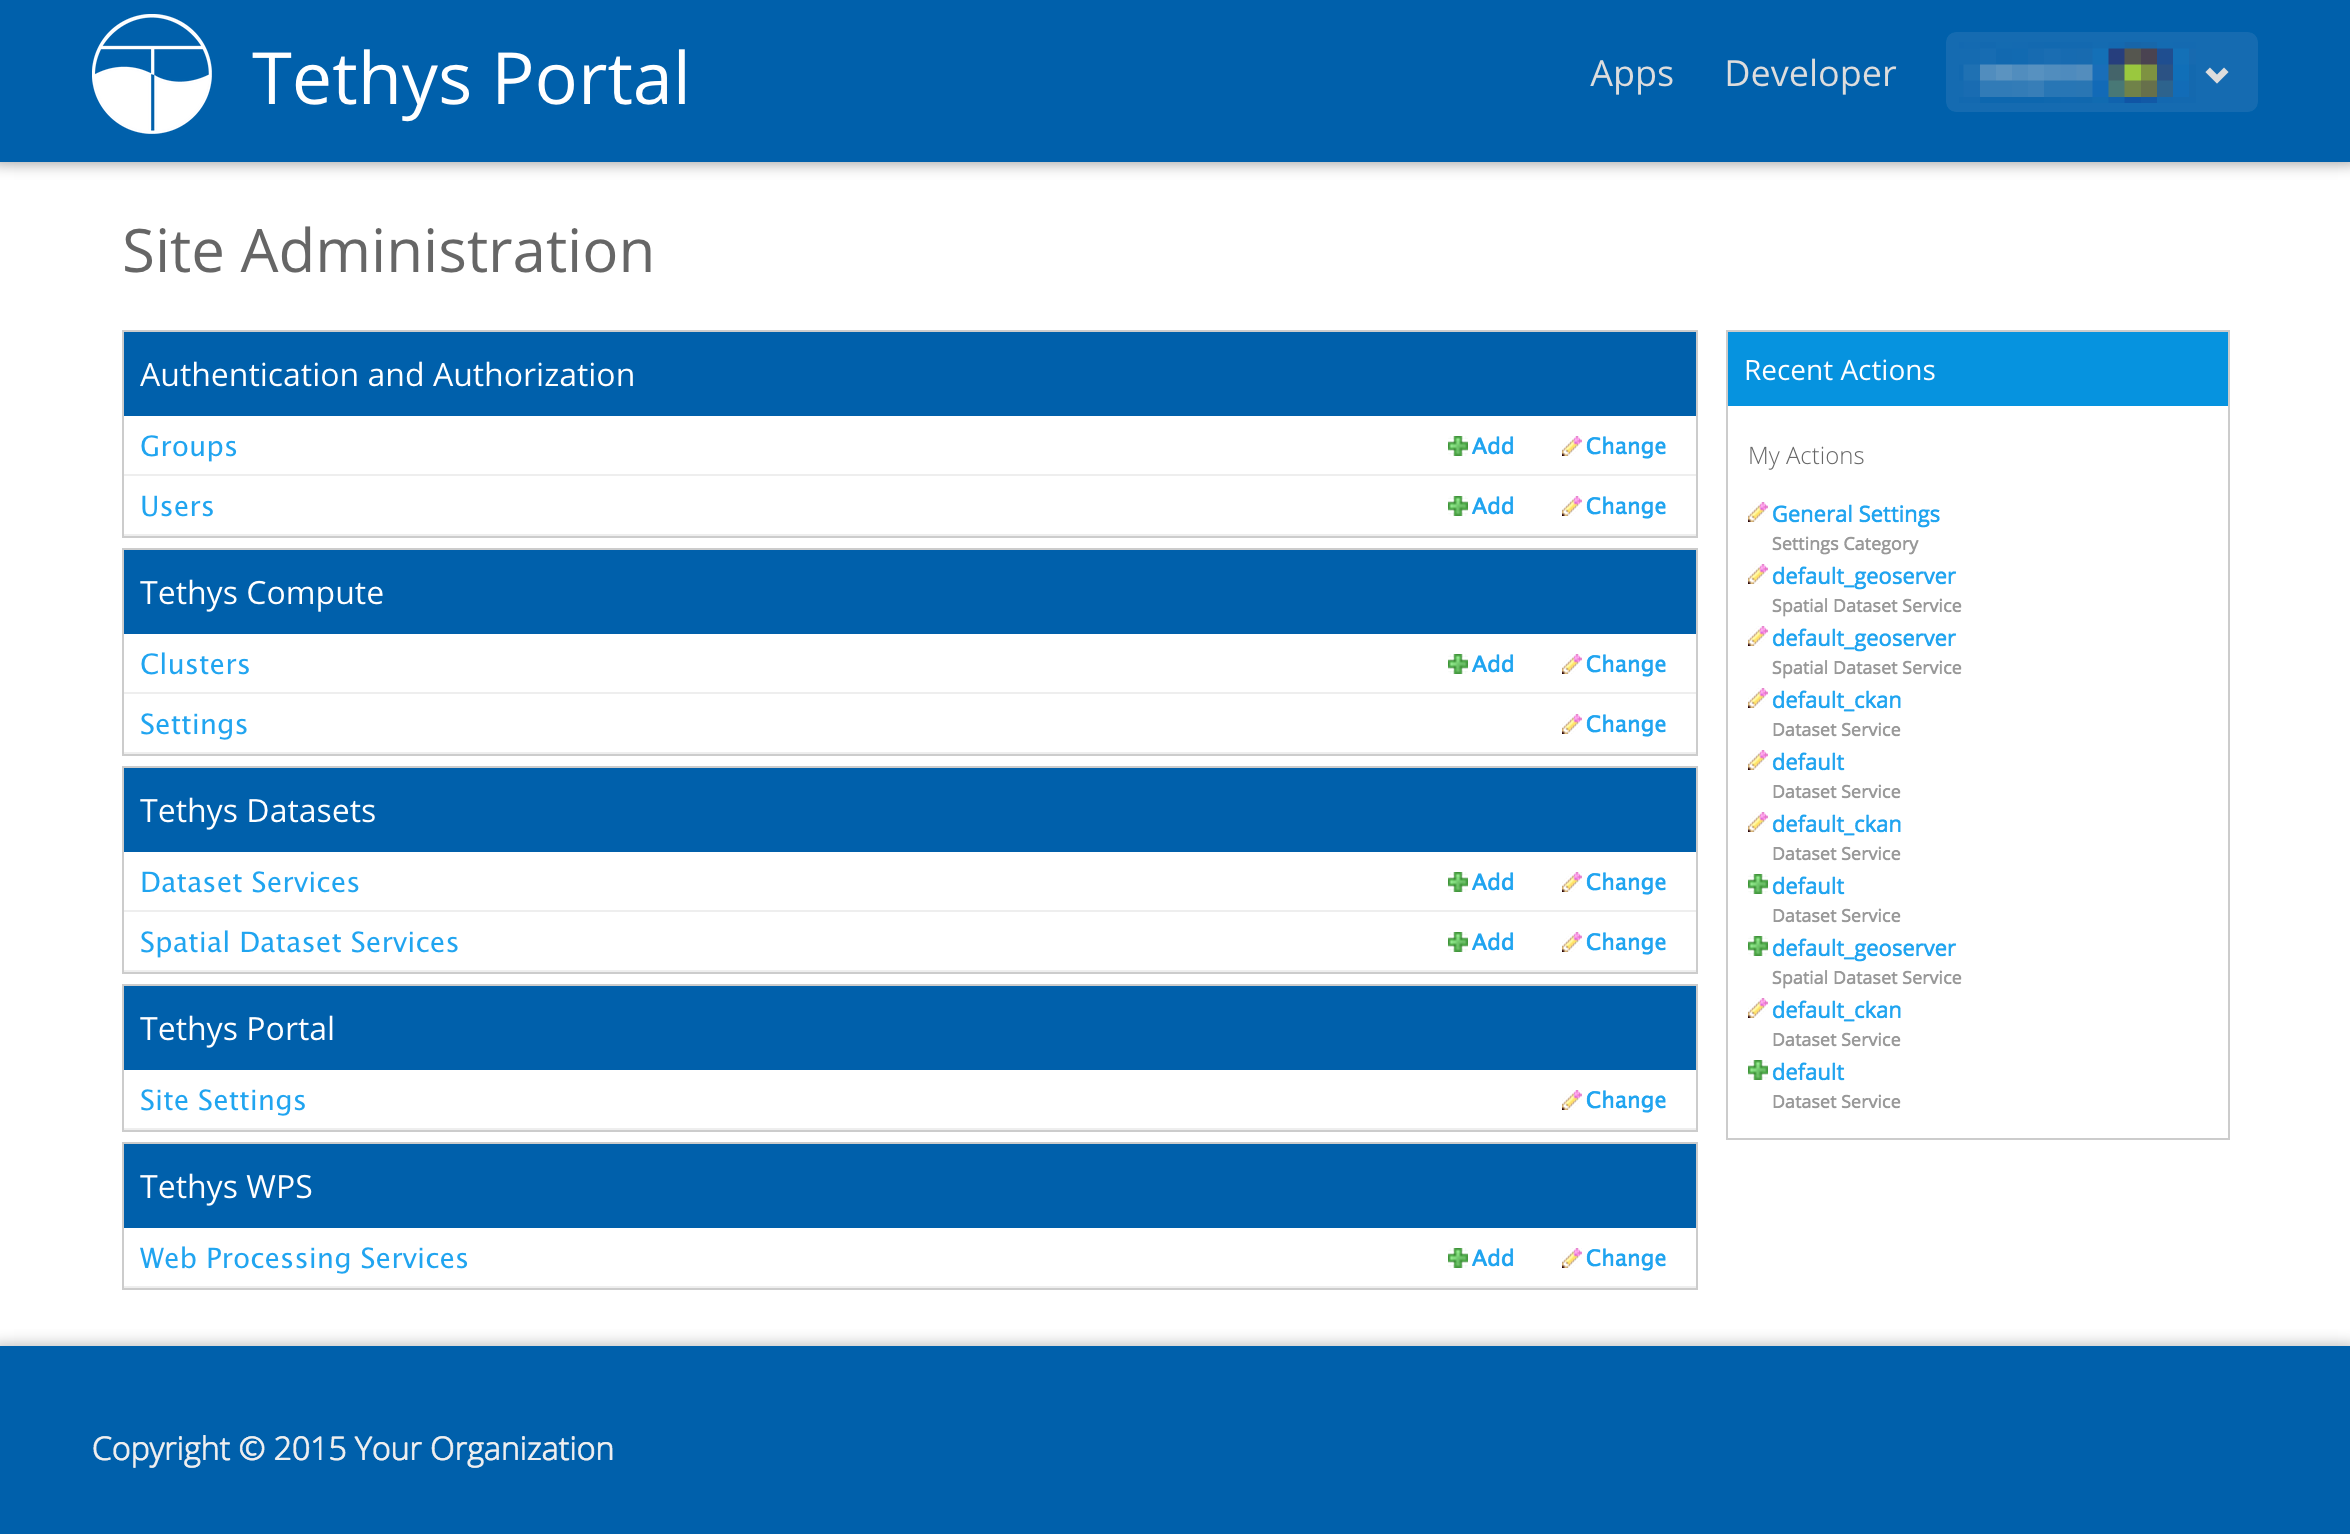 Tethys Portal
Apps Developer
Site Administration
Authentication and Authorization
Groups Add Change
Users Add Change
Tethys Compute
Clusters Add Change
Settings Change
Tethys Datasets
Dataset Services Add Change
Spatial Dataset Services Add Change
Tethys Portal
Site Settings Change
Tethys WPS
Web Processing Services Add Change
Recent Actions
My Actions
General Settings
Settings Category
default_geoserver
Spatial Dataset Service
default_geoserver
Spatial Dataset Service
default_ckan
Dataset Service
default
Dataset Service
default_ckan
Dataset Service
default
Dataset Service
default_geoserver
Spatial Dataset Service
default_ckan
Dataset Service
default
Dataset Service
Copyright © 2015 Your Organization